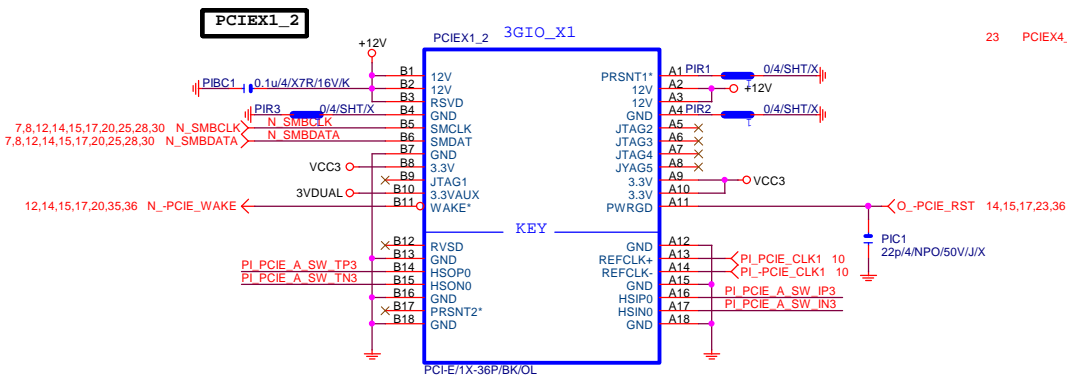 PCIEX1_2
23 PCIEX4_
+12V
PCIEX1_2 3GIO_X1
PIBC1 0.1u/4/X7R/16V/K
B1 12V PRSNT1* A1 PIR1 0/4/SHT/X
B2 12V 12V A2 +12V
B3 RSVD 12V A3
PIR3 0/4/SHT/X B4 GND GND A4 PIR2 0/4/SHT/X
7,8,12,14,15,17,20,25,28,30 N_SMBCLK N_SMBCLK B5 SMCLK JTAG2 A5
7,8,12,14,15,17,20,25,28,30 N_SMBDATA N_SMBDATA B6 SMDAT JTAG3 A6
B7 GND JTAG4 A7
VCC3 B8 3.3V JYAG5 A8
B9 JTAG1 3.3V A9 VCC3
3VDUAL B10 3.3VAUX 3.3V A10
12,14,15,17,20,35,36 N_-PCIE_WAKE B11 WAKE* PWRGD A11 O_-PCIE_RST 14,15,17,23,36
KEY
PIC1
22p/4/NPO/50V/J/X
B12 RVSD GND A12
B13 GND REFCLK+ A13 PI_PCIE_CLK1 10
PI_PCIE_A_SW_TP3 B14 HSOP0 REFCLK- A14 PI_-PCIE_CLK1 10
PI_PCIE_A_SW_TN3 B15 HSON0 GND A15
B16 GND HSIP0 A16 PI_PCIE_A_SW_IP3
B17 PRSNT2* HSIN0 A17 PI_PCIE_A_SW_IN3
B18 GND GND A18
PCI-E/1X-36P/BK/OL